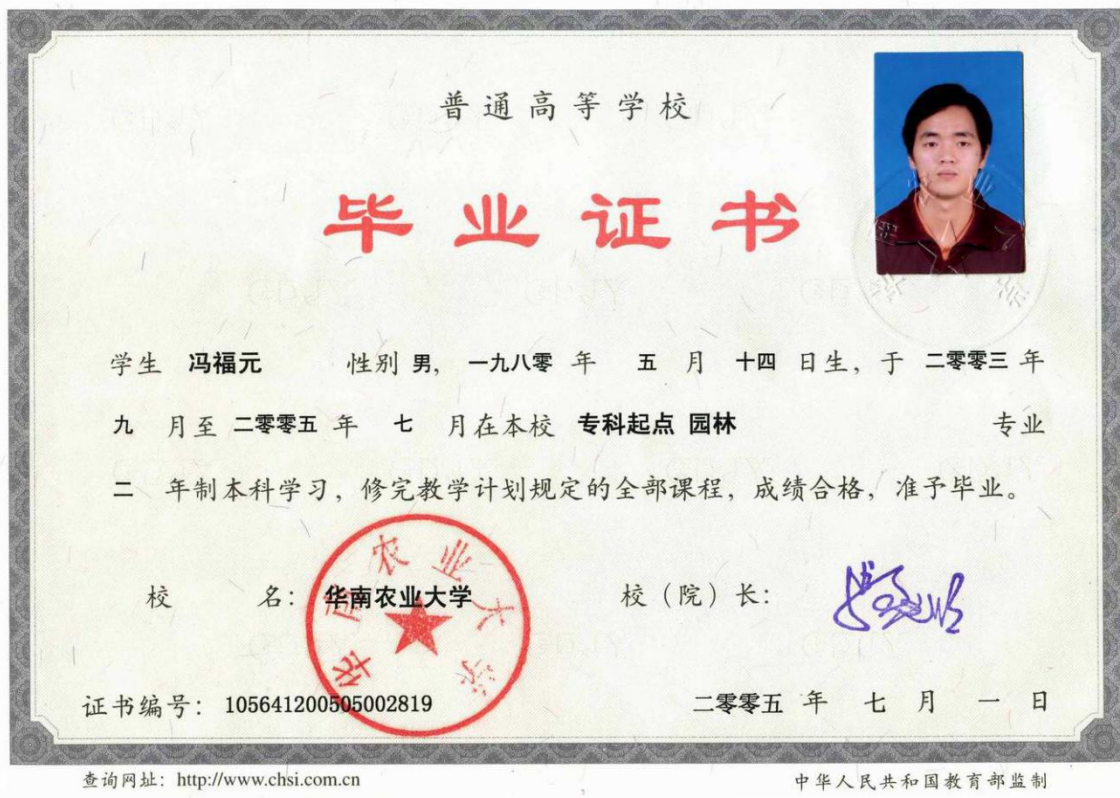 普通高等学校
毕业证书
学生 冯福元 性别 男，一九八零 年 五 月 十四 日生，于 二零零三 年
九 月至 二零零五 年 七 月在本校 专科起点 园林 专业
二 年制本科学习，修完教学计划规定的全部课程，成绩合格，准予毕业。
华南农业大学
校 名：华南农业大学 校（院）长：
证书编号：105641200505002819 二零零五 年 七 月 一 日
查询网址：http://www.chsi.com.cn 中华人民共和国教育部监制